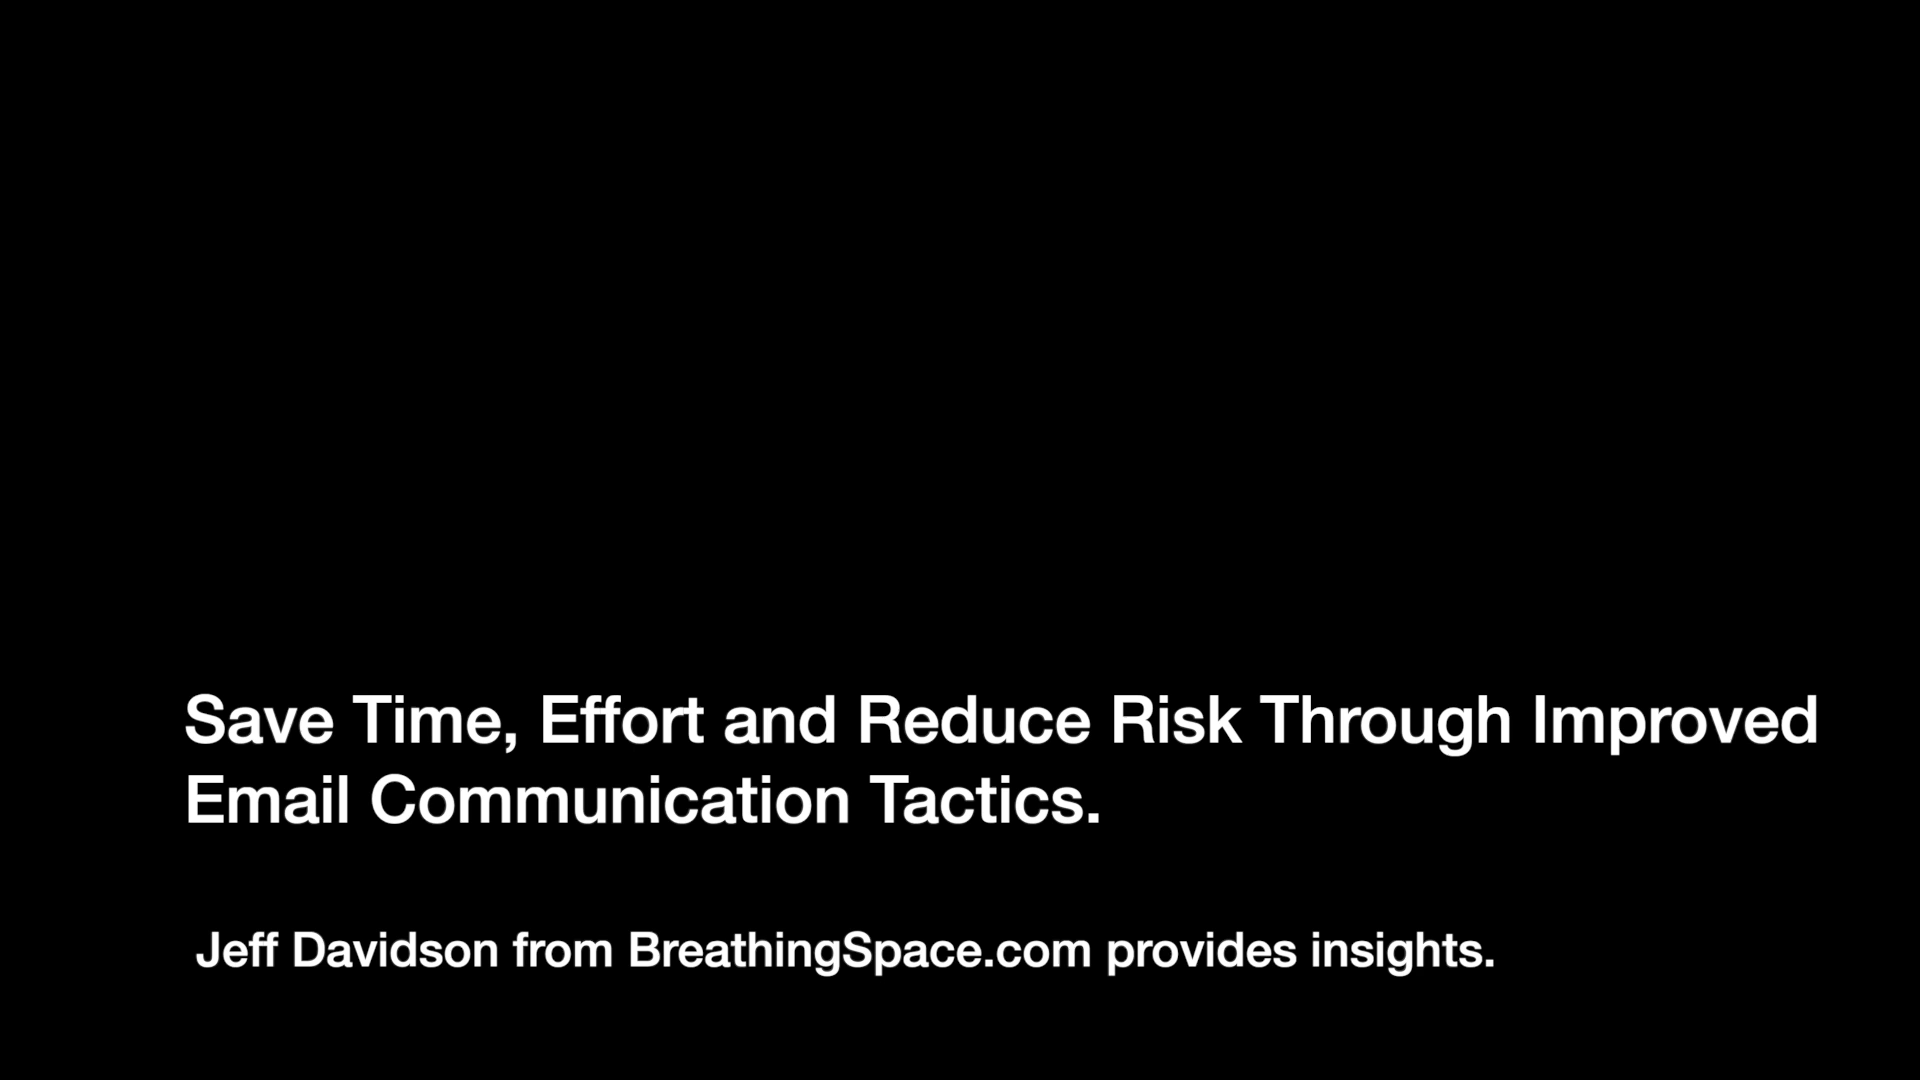 Save Time, Effort and Reduce Risk Through Improved
Email Communication Tactics.
Jeff Davidson from BreathingSpace.com provides insights.